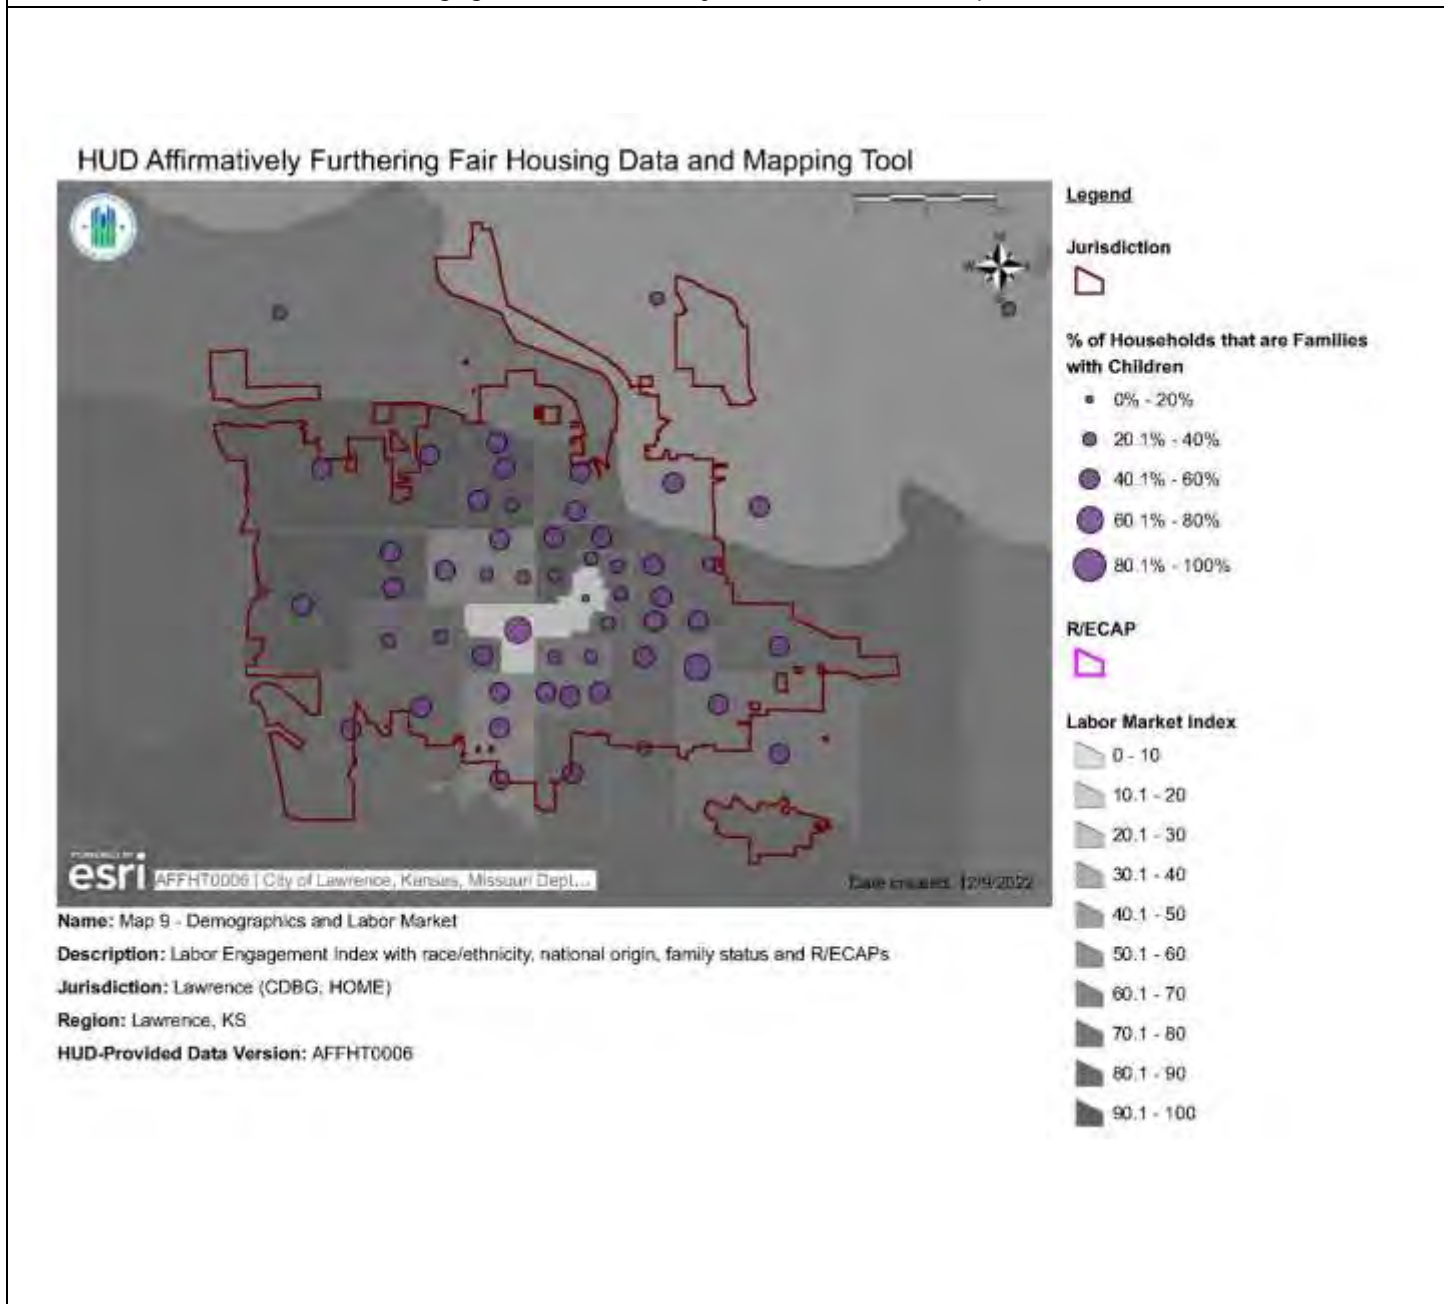 HUD Affirmatively Furthering Fair Housing Data and Mapping Tool
Legend
Jurisdiction
% of Households that are Families
with Children
0% - 20%
20.1% - 40%
40.1% - 60%
60.1% - 80%
80.1% - 100%
R/ECAP
Labor Market Index
0 - 10
10.1 - 20
20.1 - 30
30.1 - 40
40.1 - 50
50.1 - 60
60.1 - 70
70.1 - 80
80.1 - 90
90.1 - 100
POWERED BY
esri
AFFHT0006 | City of Lawrence, Kansas, Missouri Dept...
Date created: 12/9/2022
Name: Map 9 - Demographics and Labor Market
Description: Labor Engagement Index with race/ethnicity, national origin, family status and R/ECAPs
Jurisdiction: Lawrence (CDBG, HOME)
Region: Lawrence, KS
HUD-Provided Data Version: AFFHT0006